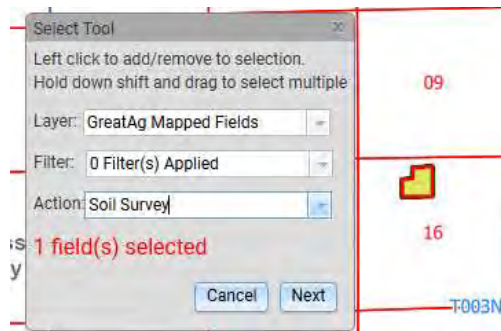 Select Tool
Left click to add/remove to selection.
Hold down shift and drag to select multiple
Layer: GreatAg Mapped Fields
Filter: 0 Filter(s) Applied
Action: Soil Survey
1 field(s) selected
Cancel Next
09
16
T003N
s
y